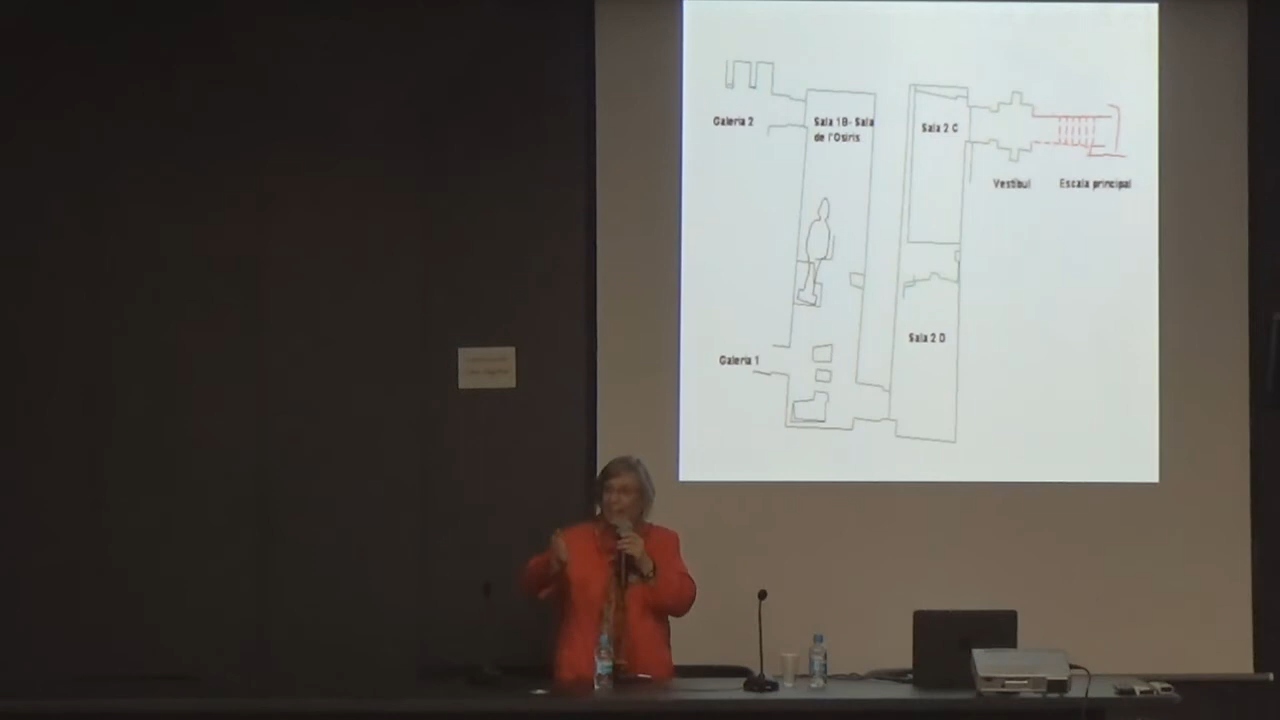 Galeria 2
Sala 1B- Sala
de l'Osiris
Sala 2 C
Vestíbul
Escala principal
Galeria 1
Sala 2 D